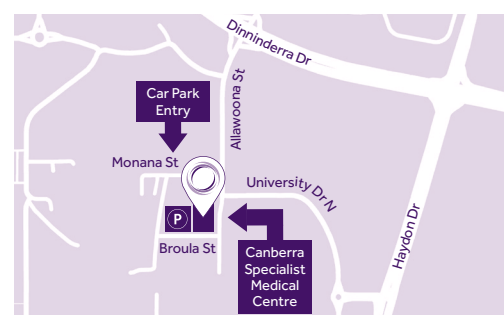 Dinninderra Dr
Allawoona St
Car Park
Entry
Monana St
University Dr N
Haydon Dr
P
Broula St
Canberra
Specialist
Medical
Centre